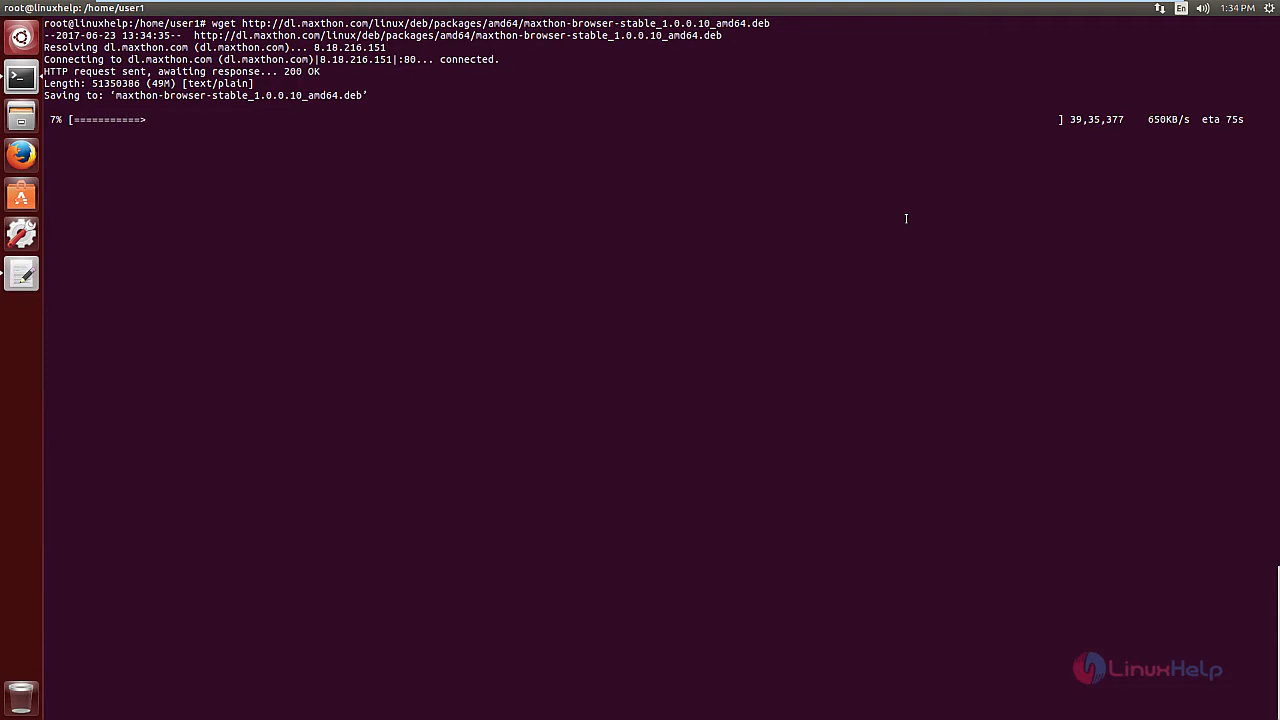 root@linuxhelp: /home/user1
En
1:34 PM
root@linuxhelp:/home/user1# wget http://dl.maxthon.com/linux/deb/packages/amd64/maxthon-browser-stable_1.0.0.10_amd64.deb
--2017-06-23 13:34:35--  http://dl.maxthon.com/linux/deb/packages/amd64/maxthon-browser-stable_1.0.0.10_amd64.deb
Resolving dl.maxthon.com (dl.maxthon.com)... 8.18.216.151
Connecting to dl.maxthon.com (dl.maxthon.com)|8.18.216.151|:80... connected.
HTTP request sent, awaiting response... 200 OK
Length: 51350386 (49M) [text/plain]
Saving to: ‘maxthon-browser-stable_1.0.0.10_amd64.deb’
7% [===========> ] 39,35,377 650KB/s eta 75s
LinuxHelp